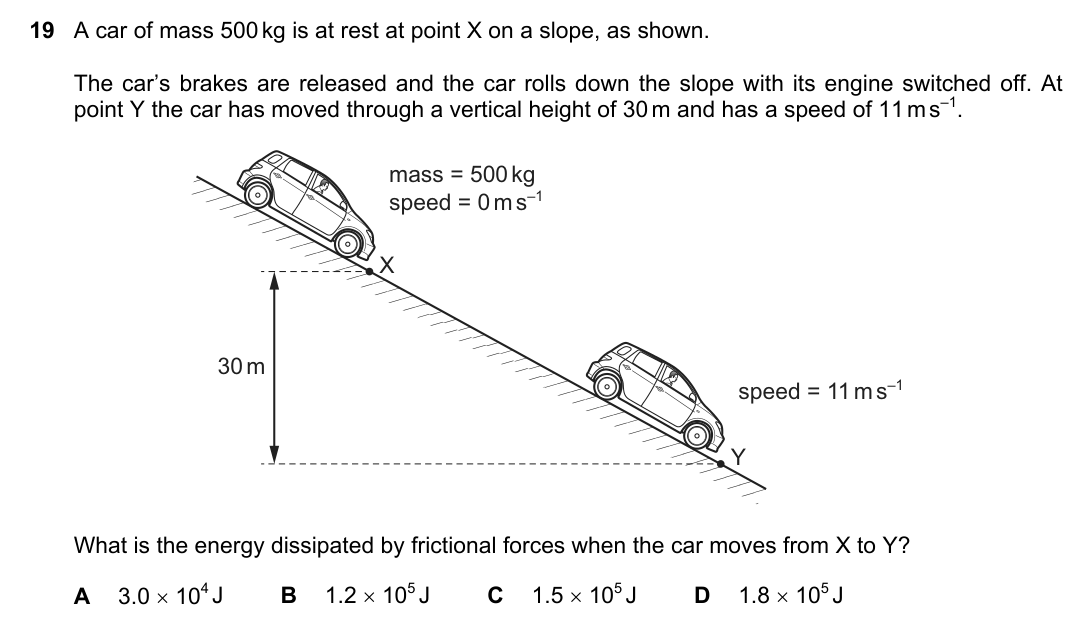 19 A car of mass 500 kg is at rest at point X on a slope, as shown.
The car's brakes are released and the car rolls down the slope with its engine switched off. At
point Y the car has moved through a vertical height of 30 m and has a speed of 11 m s⁻¹.
mass = 500 kg
speed = 0 m s⁻¹
X
30 m
speed = 11 m s⁻¹
Y
What is the energy dissipated by frictional forces when the car moves from X to Y?
A 3.0 × 10⁴ J B 1.2 × 10⁵ J C 1.5 × 10⁵ J D 1.8 × 10⁵ J